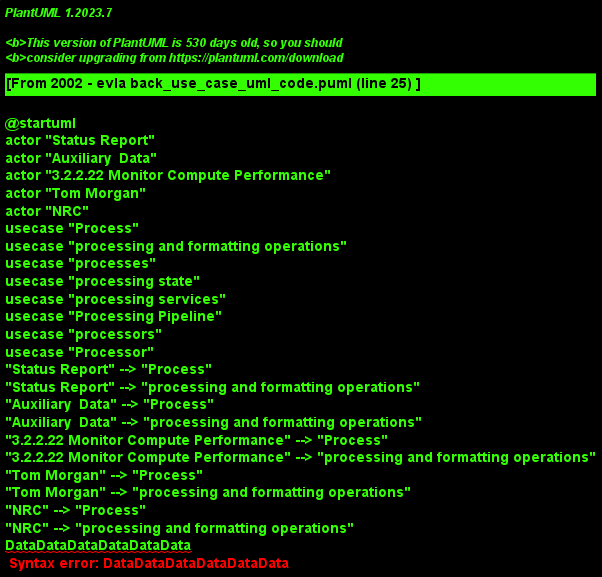 PlantUML 1.2023.7
<b>This version of PlantUML is 530 days old, so you should
<b>consider upgrading from https://plantuml.com/download
[From 2002 - evla back_use_case_uml_code.puml (line 25) ]
@startuml
actor "Status Report"
actor "Auxiliary  Data"
actor "3.2.2.22 Monitor Compute Performance"
actor "Tom Morgan"
actor "NRC"
usecase "Process"
usecase "processing and formatting operations"
usecase "processes"
usecase "processing state"
usecase "processing services"
usecase "Processing Pipeline"
usecase "processors"
usecase "Processor"
"Status Report" --> "Process"
"Status Report" --> "processing and formatting operations"
"Auxiliary  Data" --> "Process"
"Auxiliary  Data" --> "processing and formatting operations"
"3.2.2.22 Monitor Compute Performance" --> "Process"
"3.2.2.22 Monitor Compute Performance" --> "processing and formatting operations"
"Tom Morgan" --> "Process"
"Tom Morgan" --> "processing and formatting operations"
"NRC" --> "Process"
"NRC" --> "processing and formatting operations"
DataDataDataDataDataData
Syntax error: DataDataDataDataDataData